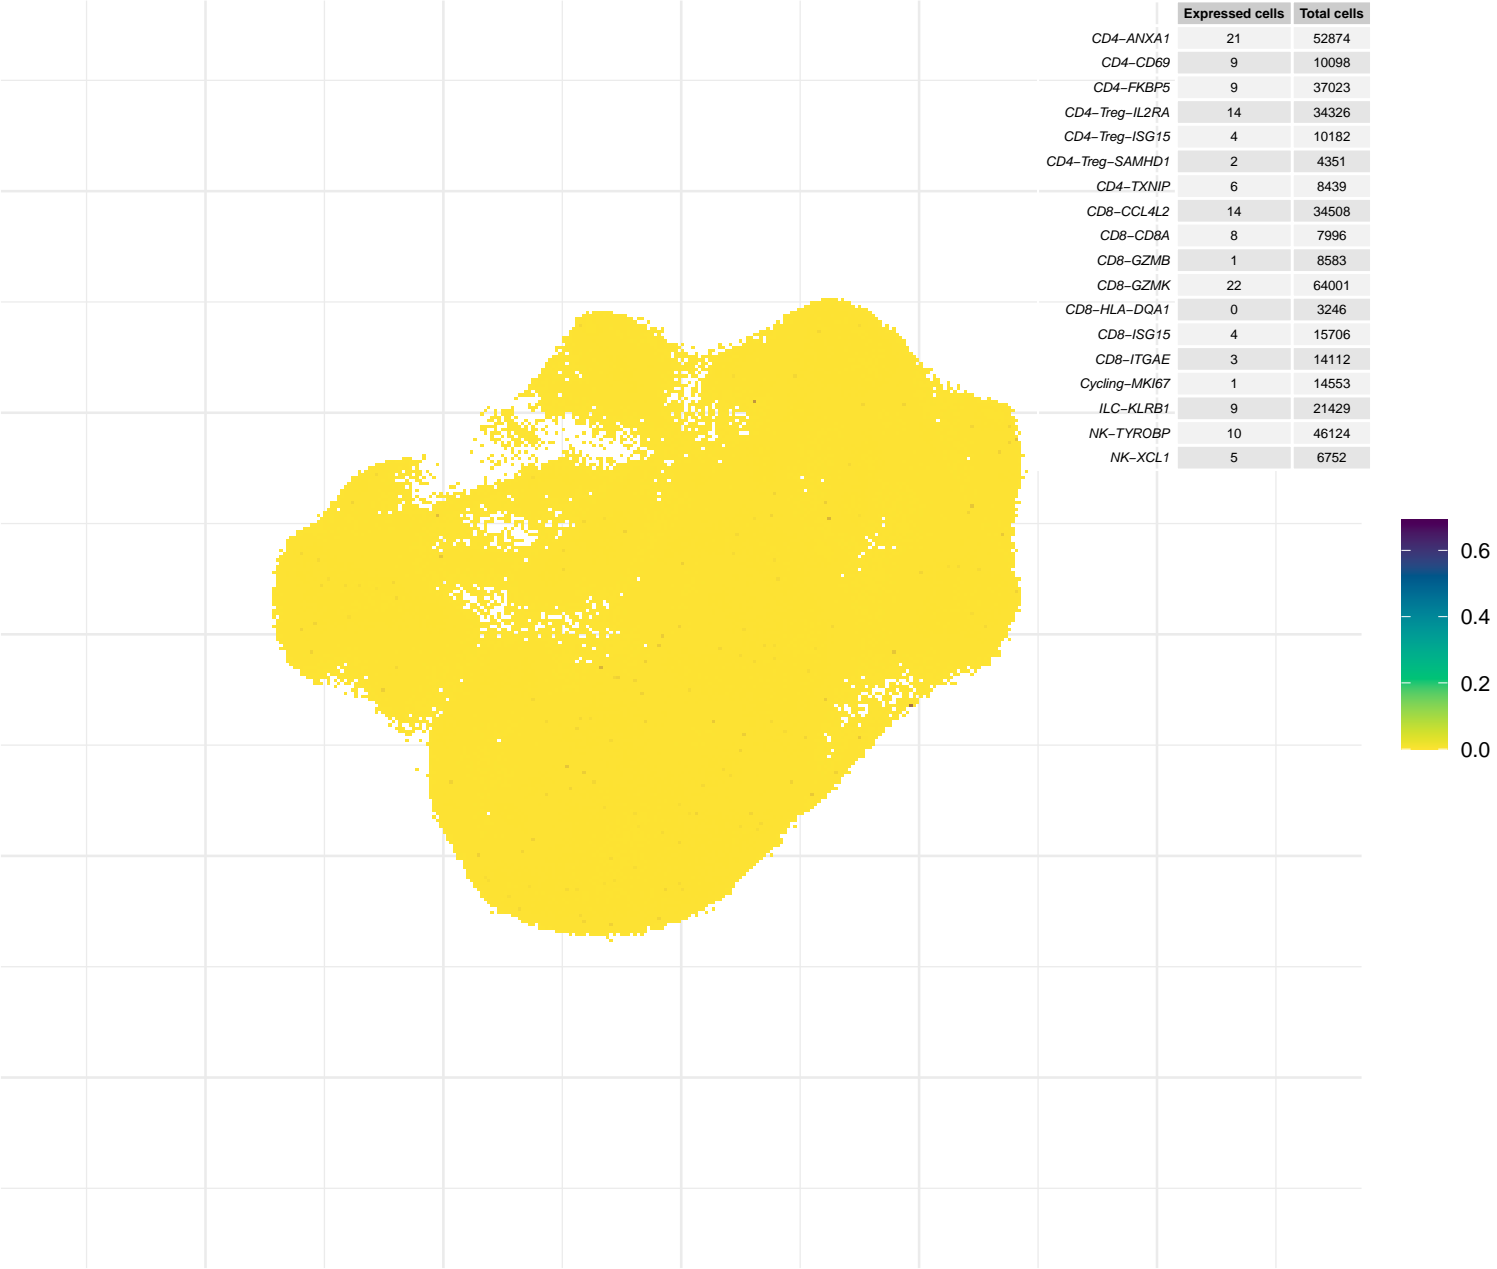 Expressed cells Total cells
CD4−ANXA1 21 52874
CD4−CD69 9 10098
CD4−FKBP5 9 37023
CD4−Treg−IL2RA 14 34326
CD4−Treg−ISG15 4 10182
CD4−Treg−SAMHD1 2 4351
CD4−TXNIP 6 8439
CD8−CCL4L2 14 34508
CD8−CD8A 8 7996
CD8−GZMB 1 8583
CD8−GZMK 22 64001
CD8−HLA−DQA1 0 3246
CD8−ISG15 4 15706
CD8−ITGAE 3 14112
Cycling−MKI67 1 14553
ILC−KLRB1 9 21429
NK−TYROBP 10 46124
NK−XCL1 5 6752
0.6
0.4
0.2
0.0